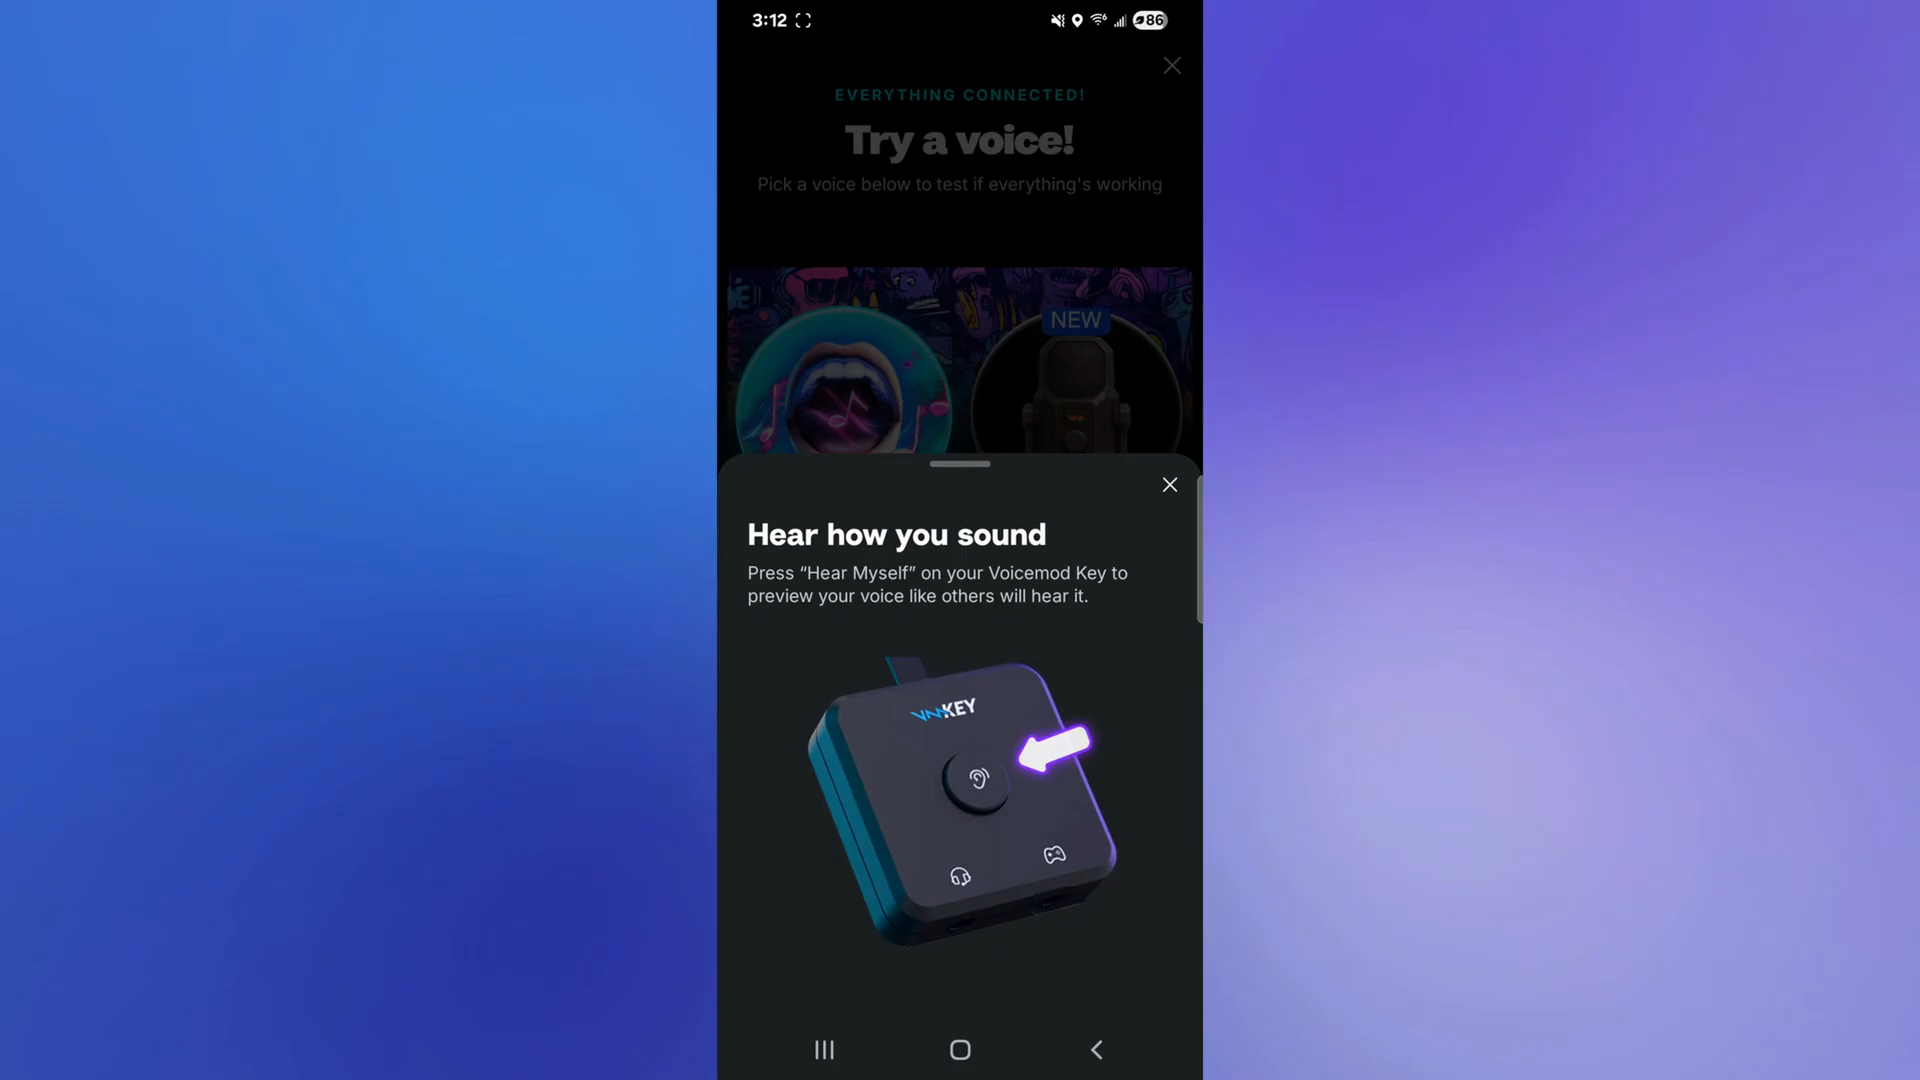 3:12
86
EVERYTHING CONNECTED!
Try a voice!
Pick a voice below to test if everything's working
NEW
Hear how you sound
Press “Hear Myself” on your Voicemod Key to
preview your voice like others will hear it.
KEY